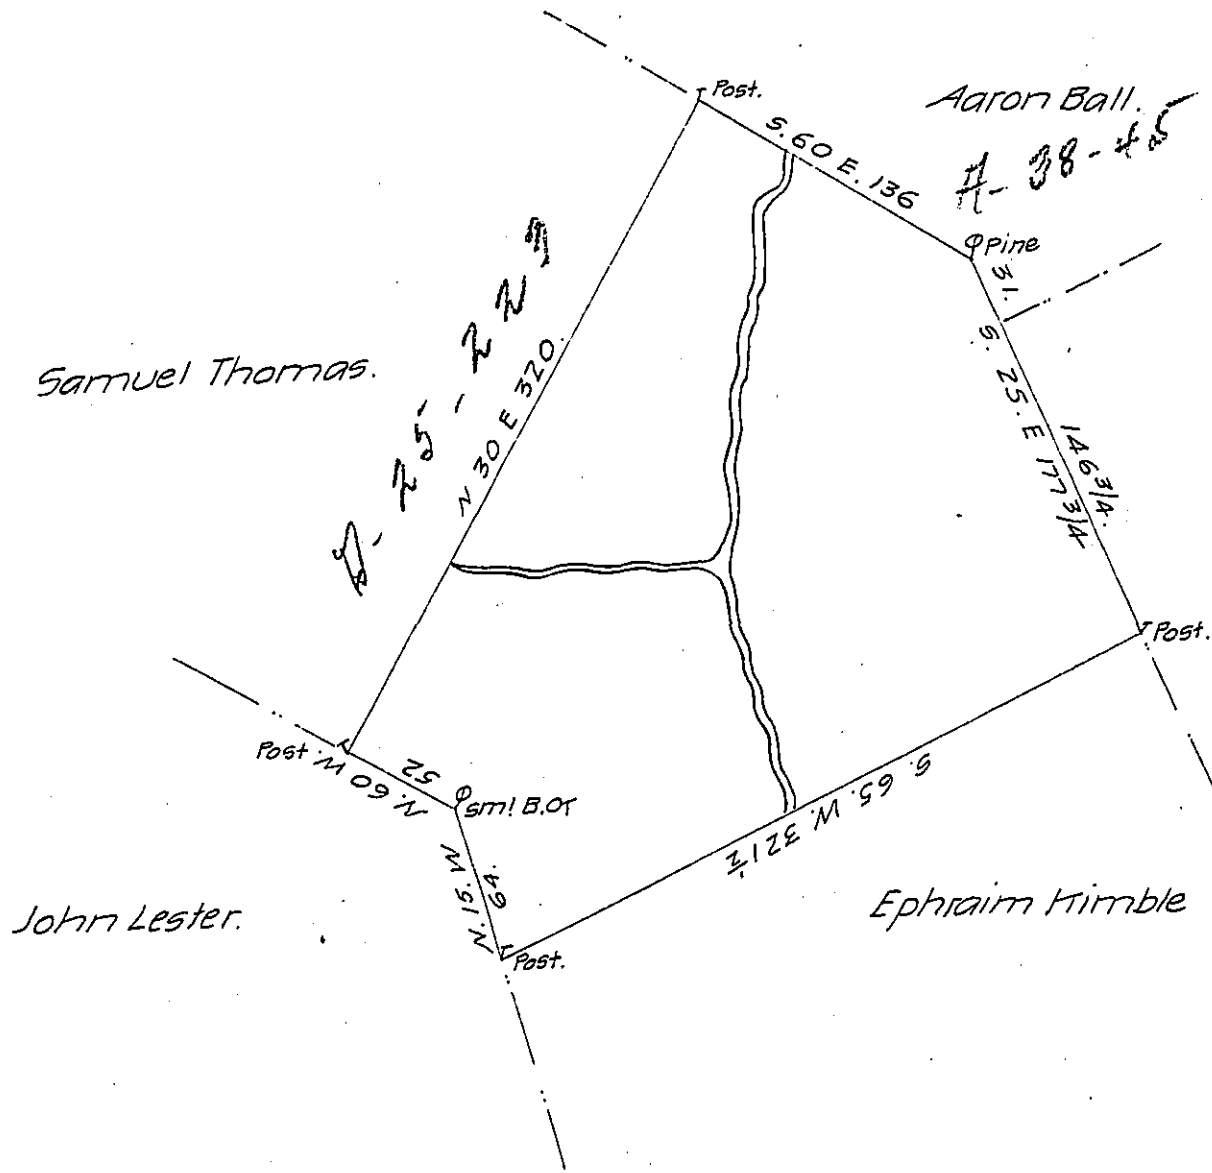 Post.
Aaron Ball.
S. 60 E. 136
A- 38-45
Pine
31.
S. 25. E 177 3/4
146 3/4.
Samuel Thomas.
N 30 E 320.
Post.
Post.
N. 60 W
52
Sml B.Or
S. 65. W. 321 1/2
N. 15. W
64.
John Lester.
Ephraim Kimble
Post.